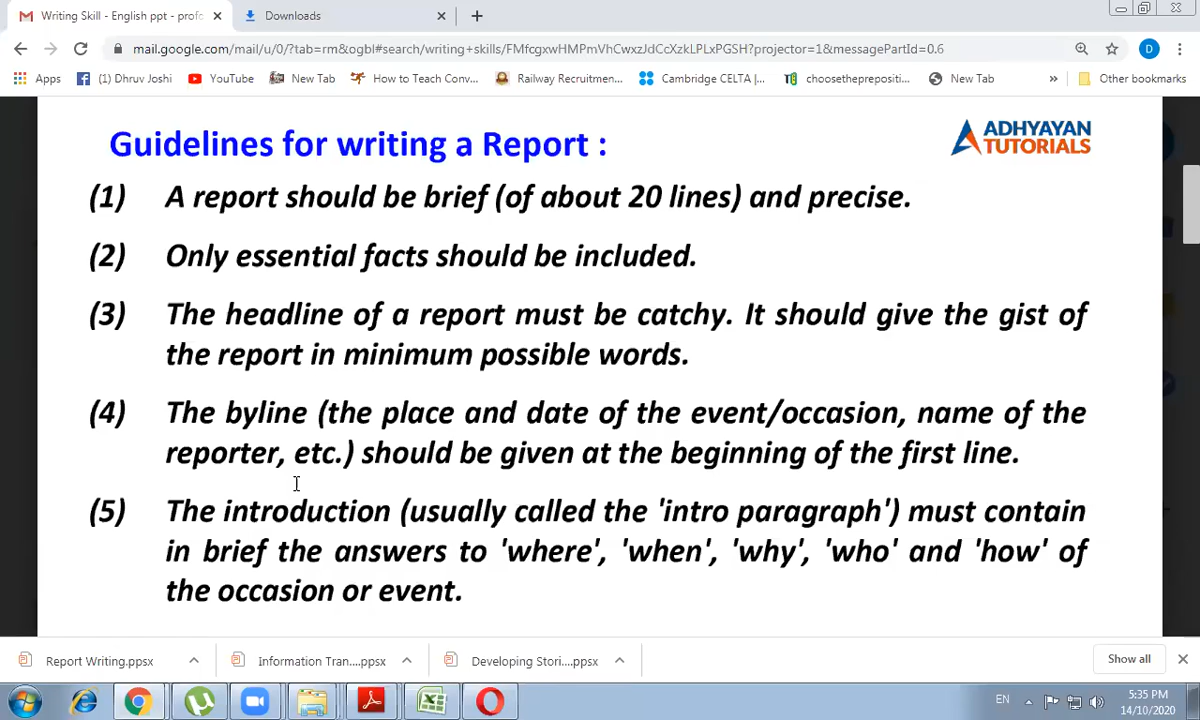 Writing Skill - English ppt - profo
Downloads
mail.google.com/mail/u/0/?tab=rm&ogbl#search/writing+skills/FMfcgxwHMPmVhCwxzJdCcXzkLPLxPGSH?projector=1&messagePartId=0.6
D
Apps
(1) Dhruv Joshi
YouTube
New Tab
How to Teach Conv...
Railway Recruitmen...
Cambridge CELTA |...
choosetheprepositi...
New Tab
»
Other bookmarks
Guidelines for writing a Report :
ADHYAYAN
TUTORIALS
(1) A report should be brief (of about 20 lines) and precise.
(2) Only essential facts should be included.
(3) The headline of a report must be catchy. It should give the gist of
the report in minimum possible words.
(4) The byline (the place and date of the event/occasion, name of the
reporter, etc.) should be given at the beginning of the first line.
(5) The introduction (usually called the 'intro paragraph') must contain
in brief the answers to 'where', 'when', 'why', 'who' and 'how' of
the occasion or event.
Report Writing.ppsx
Information Tran....ppsx
Developing Stori....ppsx
Show all
EN
5:35 PM
14/10/2020